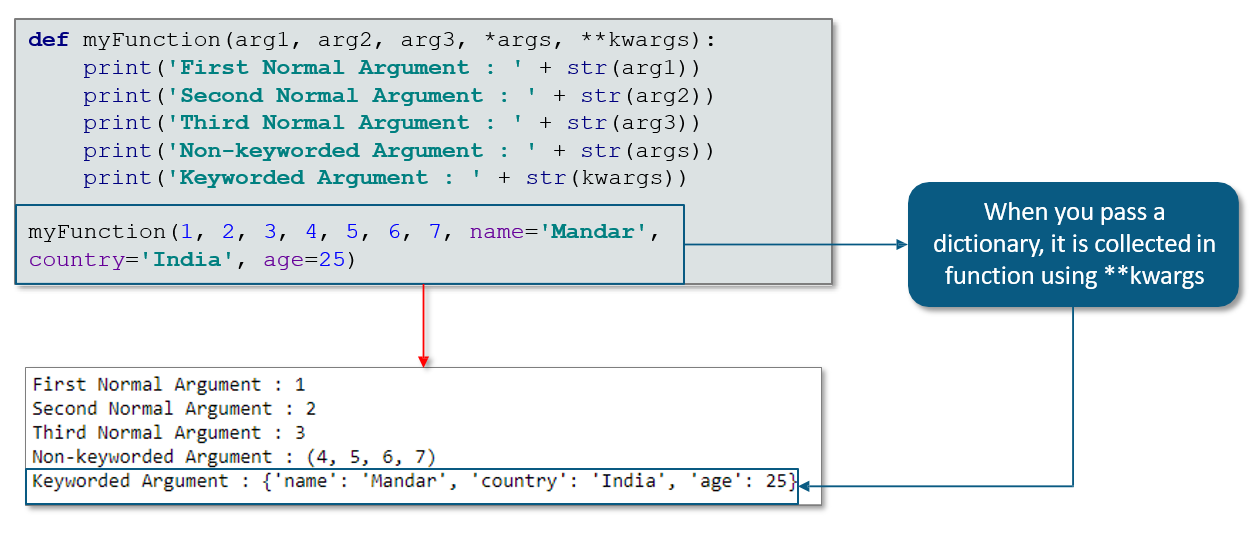 def myFunction(arg1, arg2, arg3, *args, **kwargs):
    print('First Normal Argument : ' + str(arg1))
    print('Second Normal Argument : ' + str(arg2))
    print('Third Normal Argument : ' + str(arg3))
    print('Non-keyworded Argument : ' + str(args))
    print('Keyworded Argument : ' + str(kwargs))
myFunction(1, 2, 3, 4, 5, 6, 7, name='Mandar',
country='India', age=25)
When you pass a
dictionary, it is collected in
function using **kwargs
First Normal Argument : 1
Second Normal Argument : 2
Third Normal Argument : 3
Non-keyworded Argument : (4, 5, 6, 7)
Keyworded Argument : {'name': 'Mandar', 'country': 'India', 'age': 25}